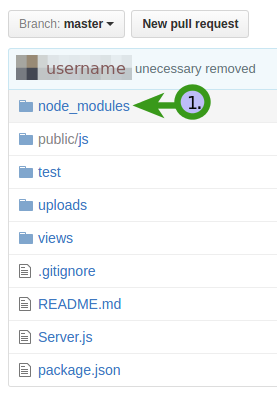 Branch: master New pull request
username unecessary removed
node_modules 1.
public/js
test
uploads
views
.gitignore
README.md
Server.js
package.json